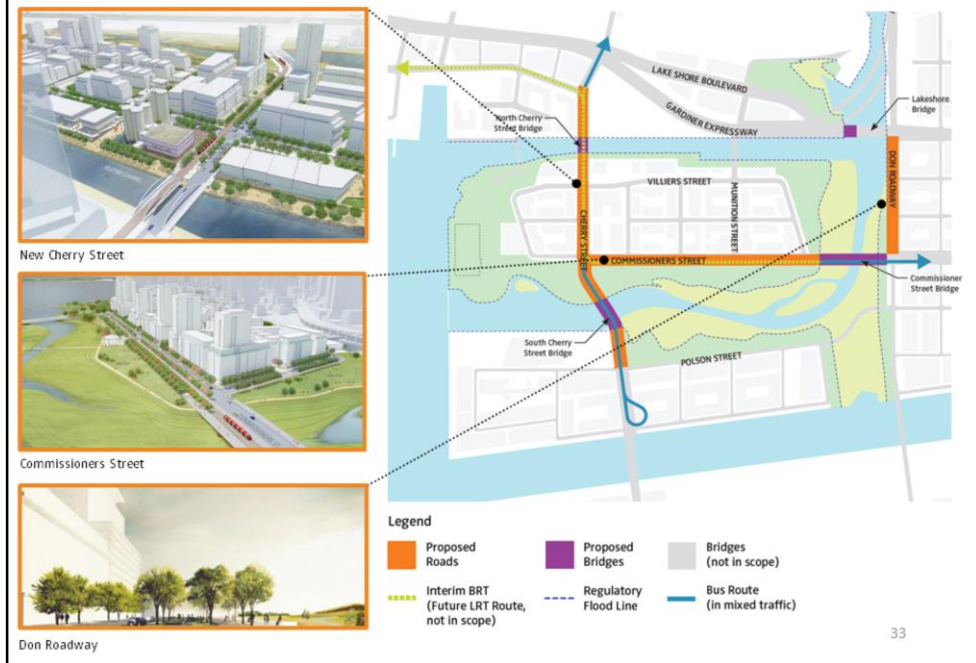 New Cherry Street
Commissioners Street
Don Roadway
LAKE SHORE BOULEVARD
GARDINER EXPRESSWAY
Lakeshore
Bridge
North Cherry
Street Bridge
DON ROADWAY
VILLIERS STREET
MUNITION STREET
CHERRY STREET
COMMISSIONERS STREET
Commissioner
Street Bridge
South Cherry
Street Bridge
POLSON STREET
Legend
Proposed
Roads
Proposed
Bridges
Bridges
(not in scope)
Interim BRT
(Future LRT Route,
not in scope)
Regulatory
Flood Line
Bus Route
(in mixed traffic)
33